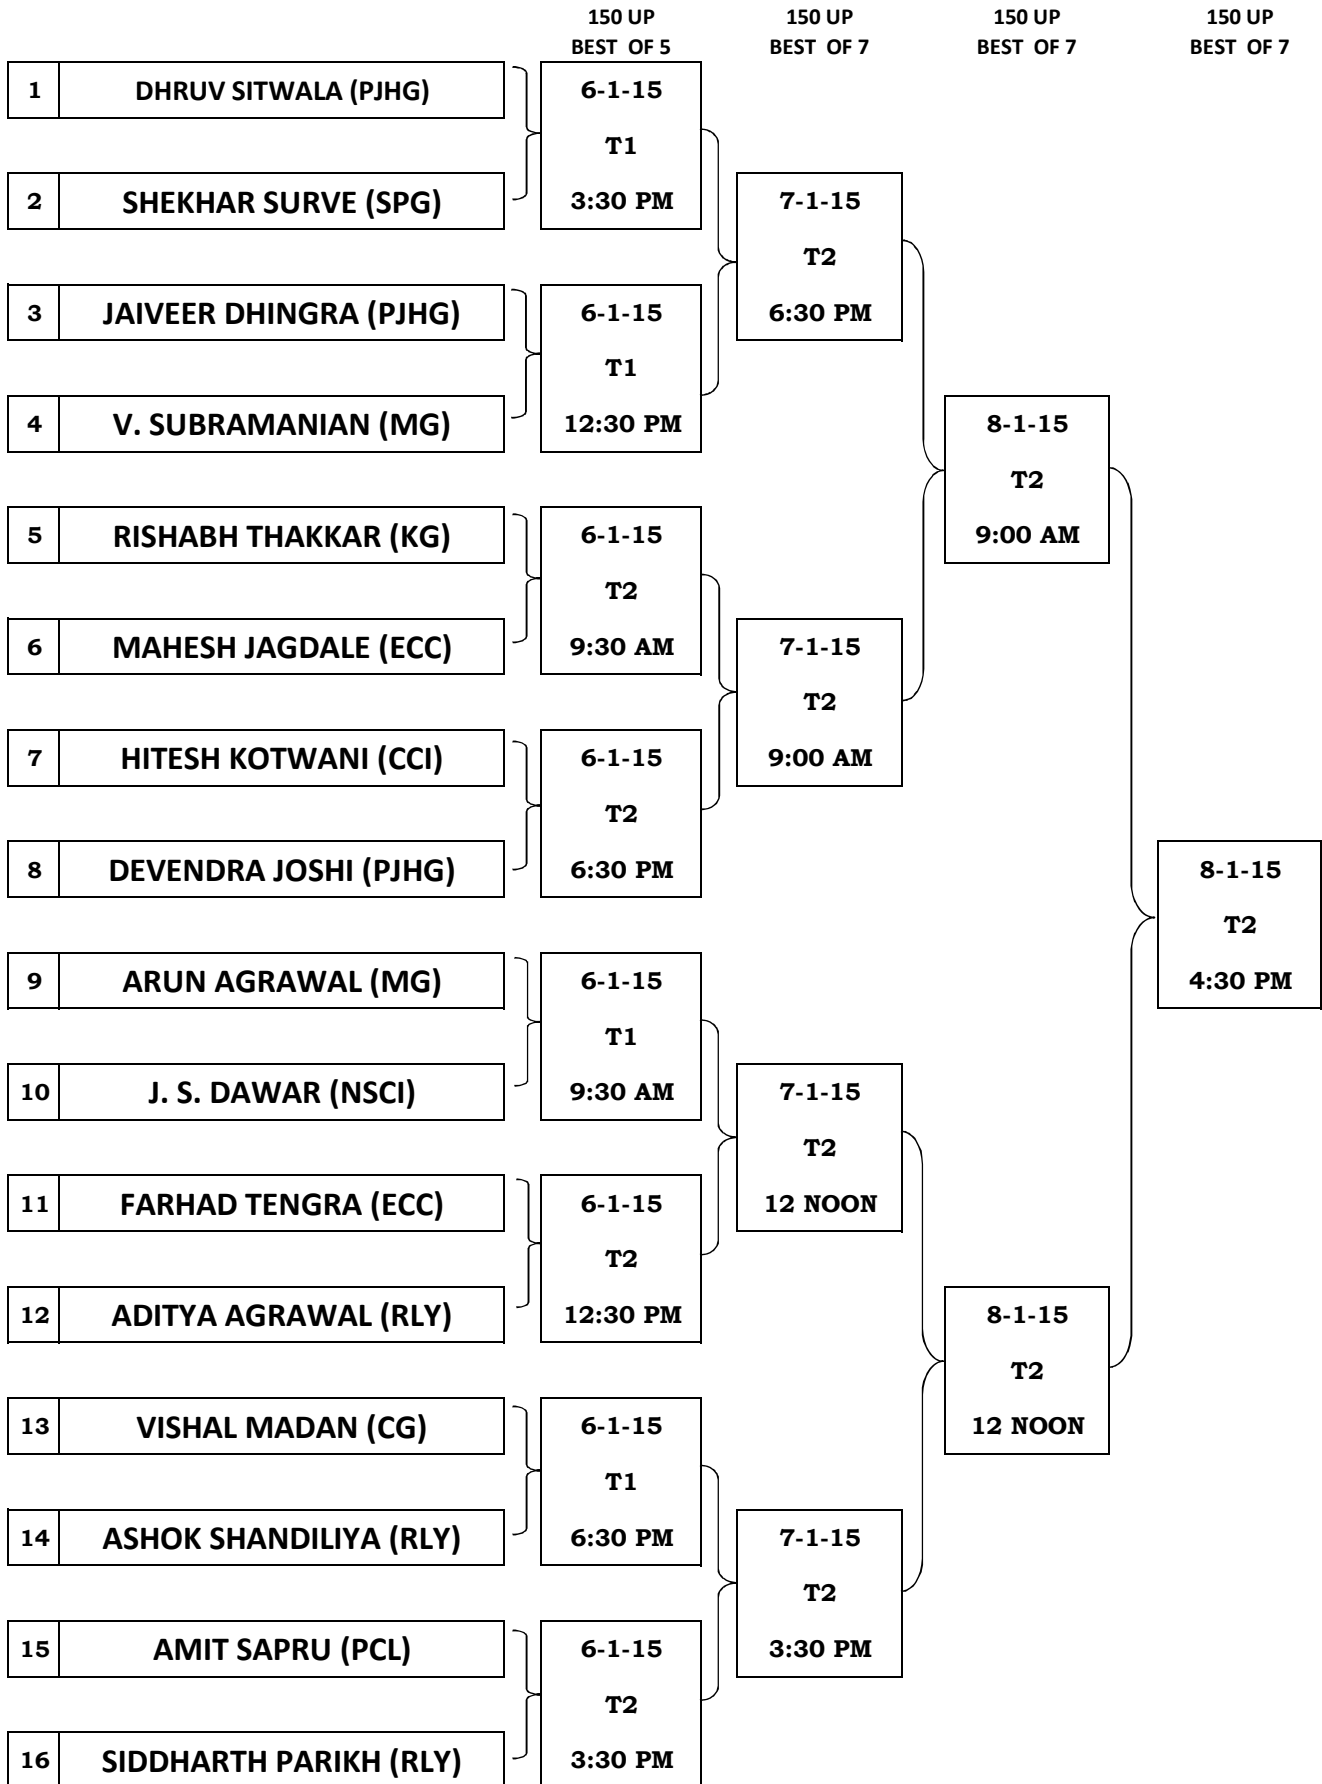 150 UP 150 UP 150 UP 150 UP
BEST OF 5 BEST OF 7 BEST OF 7 BEST OF 7
1 DHRUV SITWALA (PJHG) 6-1-15
T1
2 SHEKHAR SURVE (SPG) 3:30 PM 7-1-15
T2
3 JAIVEER DHINGRA (PJHG) 6-1-15 6:30 PM
T1
4 V. SUBRAMANIAN (MG) 12:30 PM 8-1-15
T2
5 RISHABH THAKKAR (KG) 6-1-15 9:00 AM
T2
6 MAHESH JAGDALE (ECC) 9:30 AM 7-1-15
T2
7 HITESH KOTWANI (CCI) 6-1-15 9:00 AM
T2
8 DEVENDRA JOSHI (PJHG) 6:30 PM 8-1-15
T2
9 ARUN AGRAWAL (MG) 6-1-15 4:30 PM
T1
10 J. S. DAWAR (NSCI) 9:30 AM 7-1-15
T2
11 FARHAD TENGRA (ECC) 6-1-15 12 NOON
T2
12 ADITYA AGRAWAL (RLY) 12:30 PM 8-1-15
T2
13 VISHAL MADAN (CG) 6-1-15 12 NOON
T1
14 ASHOK SHANDILIYA (RLY) 6:30 PM 7-1-15
T2
15 AMIT SAPRU (PCL) 6-1-15 3:30 PM
T2
16 SIDDHARTH PARIKH (RLY) 3:30 PM